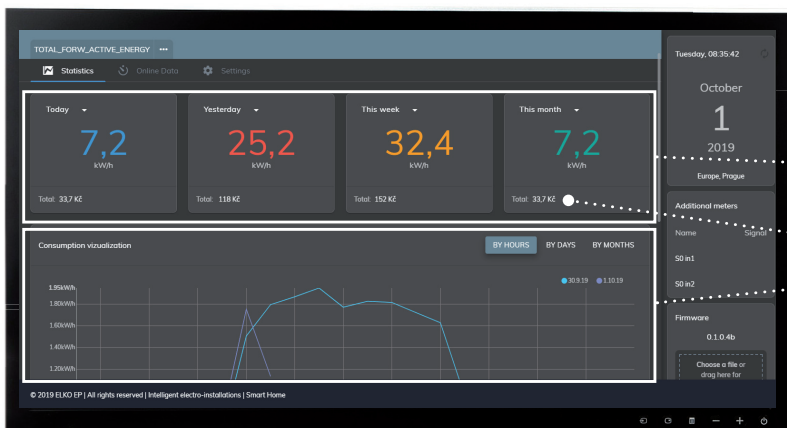 TOTAL_FORW_ACTIVE_ENERGY •••
Statistics Online Data Settings
Today Yesterday This week This month
7,2 25,2 32,4 7,2
kW/h kW/h kW/h kW/h
Total: 33,7 Kč Total: 118 Kč Total: 152 Kč Total: 33,7 Kč
Consumption vizualization BY HOURS BY DAYS BY MONTHS
30.9.19 1.10.19
1.95kW/h
1.80kW/h
1.60kW/h
1.40kW/h
1.20kW/h
Tuesday, 08:35:42
October
1
2019
Europe, Prague
Additional meters
Name Signal
S0 in1
S0 in2
Firmware
0.1.0.4b
Choose a file or
drag here for
© 2019 ELKO EP | All rights reserved | Intelligent electro-installations | Smart Home